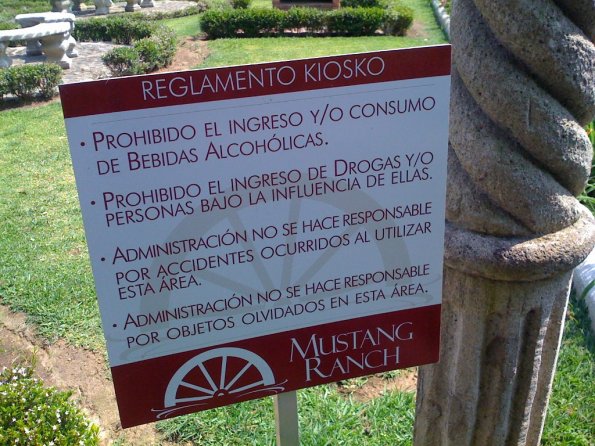 REGLAMENTO KIOSKO
• PROHIBIDO EL INGRESO Y/O CONSUMO
DE BEBIDAS ALCOHÓLICAS.
• PROHIBIDO EL INGRESO DE DROGAS Y/O
PERSONAS BAJO LA INFLUENCIA DE ELLAS.
• ADMINISTRACIÓN NO SE HACE RESPONSABLE
POR ACCIDENTES OCURRIDOS AL UTILIZAR
ESTA ÁREA.
• ADMINISTRACIÓN NO SE HACE RESPONSABLE
POR OBJETOS OLVIDADOS EN ESTA ÁREA.
MUSTANG
RANCH